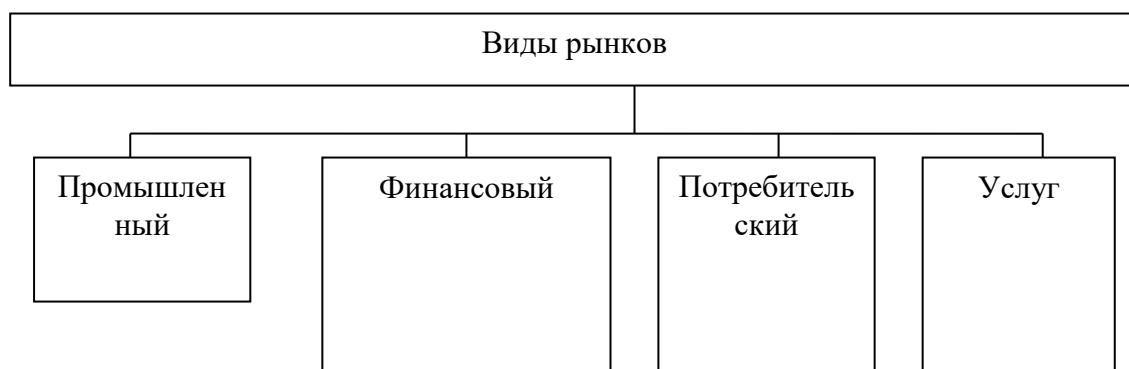 Виды рынков
Промышлен
ный
Финансовый
Потребитель
ский
Услуг